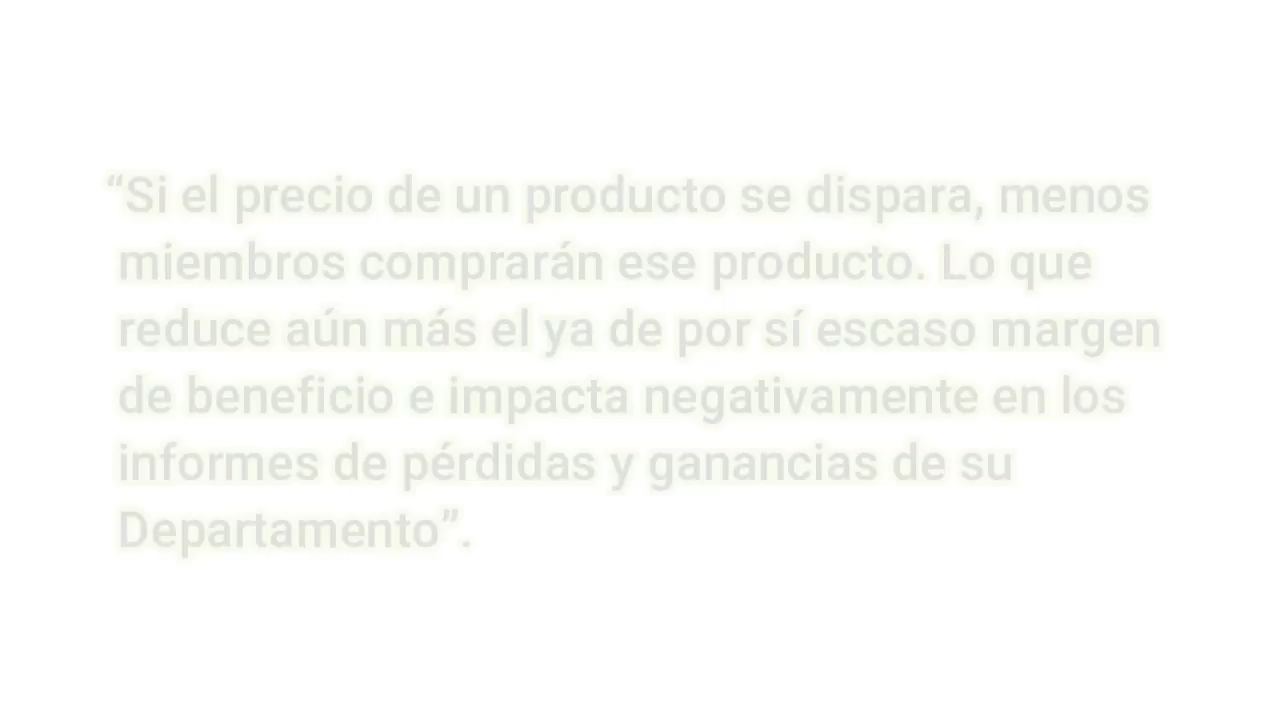 “Si el precio de un producto se dispara, menos
miembros comprarán ese producto. Lo que
reduce aún más el ya de por sí escaso margen
de beneficio e impacta negativamente en los
informes de pérdidas y ganancias de su
Departamento”.